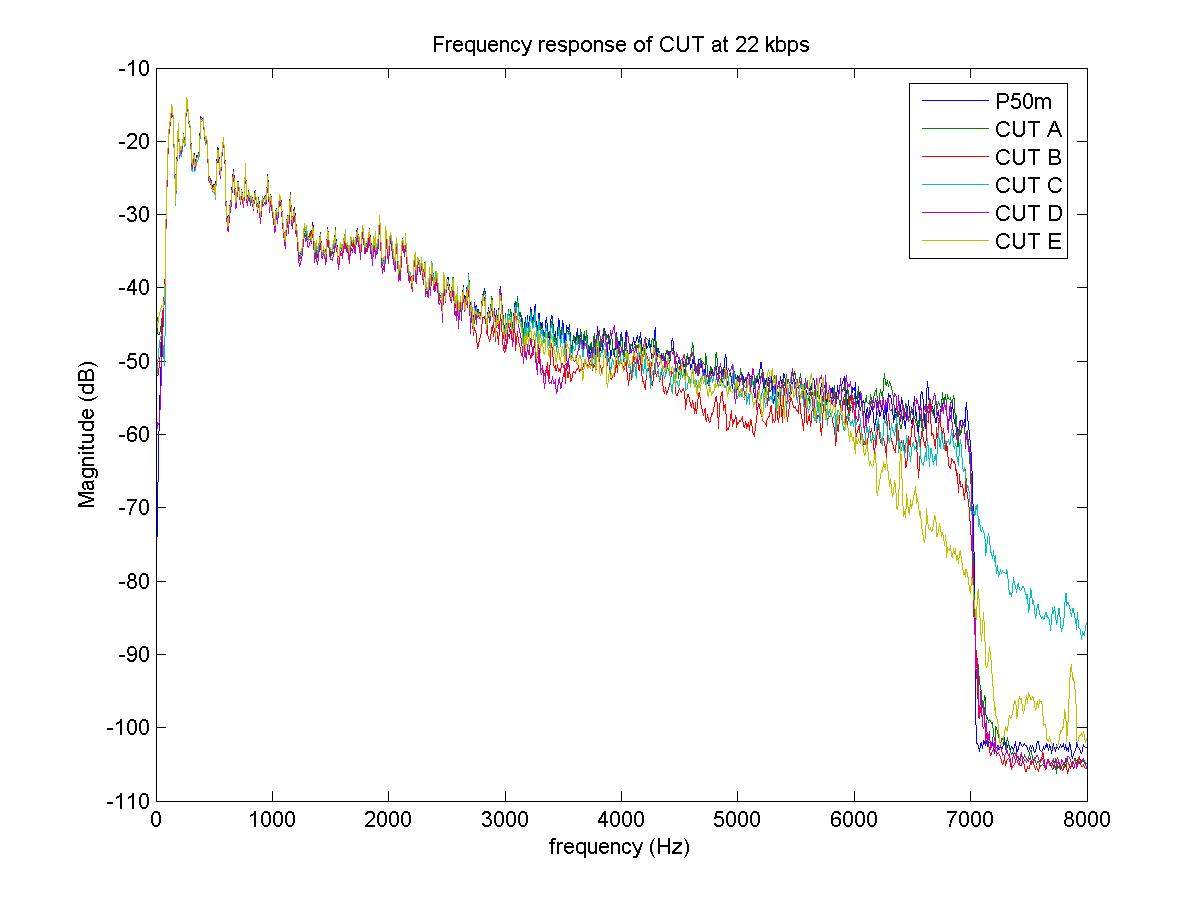 Frequency response of CUT at 22 kbps
-10
-20
-30
-40
-50
-60
-70
-80
-90
-100
-110
Magnitude (dB)
P50m
CUT A
CUT B
CUT C
CUT D
CUT E
0 1000 2000 3000 4000 5000 6000 7000 8000
frequency (Hz)